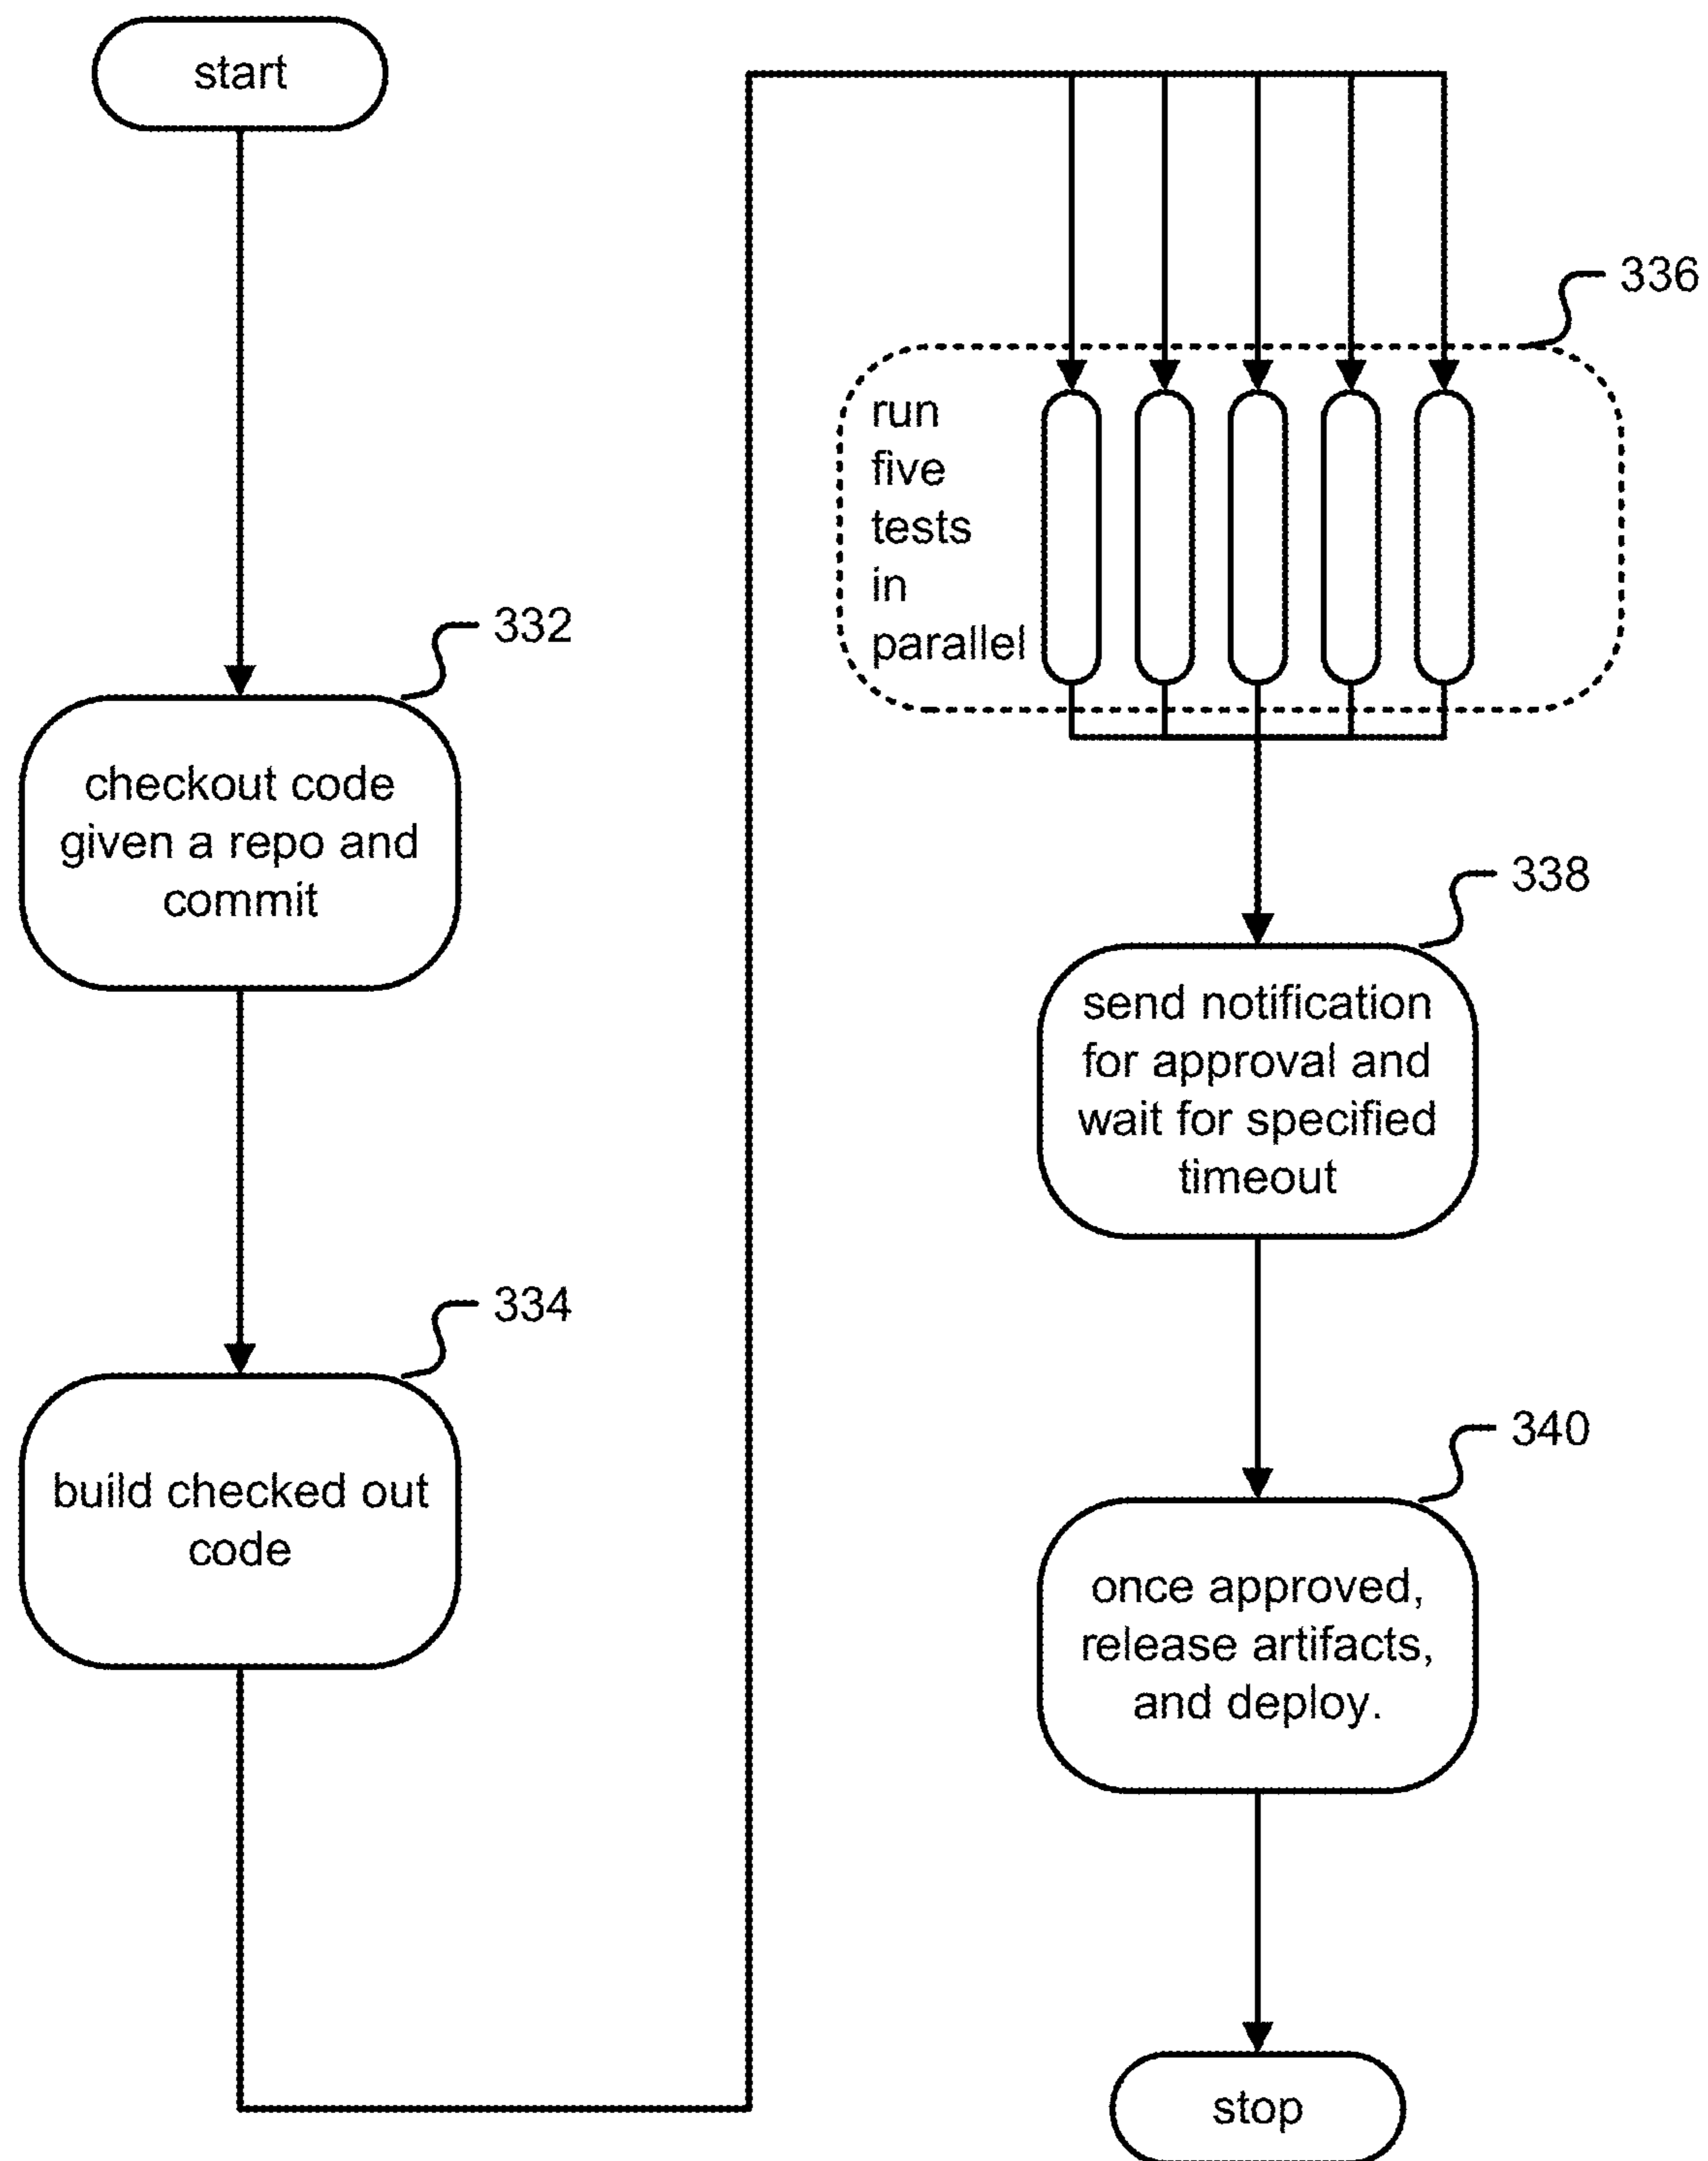 start
332
checkout code
given a repo and
commit
334
build checked out
code
336
run
five
tests
in
parallel
338
send notification
for approval and
wait for specified
timeout
340
once approved,
release artifacts,
and deploy.
stop